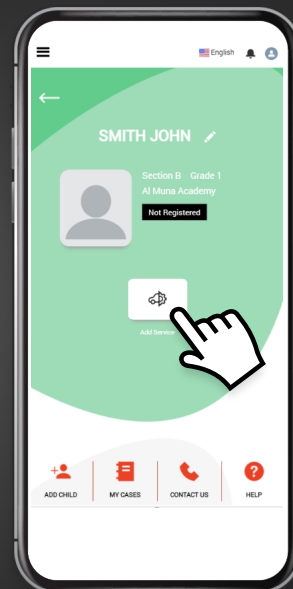 English
SMITH JOHN
Section B Grade 1
Al Muna Academy
Not Registered
Add Service
ADD CHILD MY CASES CONTACT US HELP
?